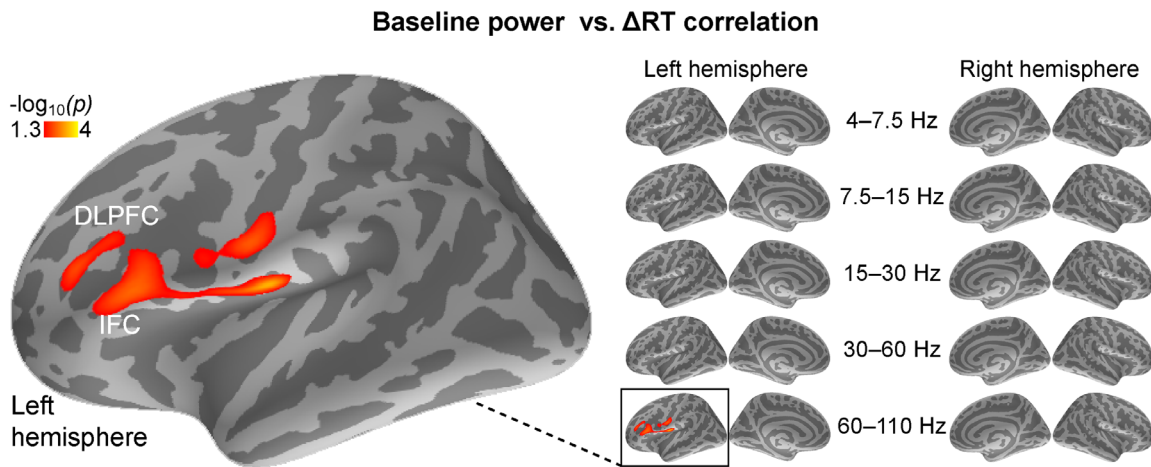 Baseline power vs. ΔRT correlation
-log10(p)
1.3 4
DLPFC
IFC
Left
hemisphere
Left hemisphere
Right hemisphere
4–7.5 Hz
7.5–15 Hz
15–30 Hz
30–60 Hz
60–110 Hz